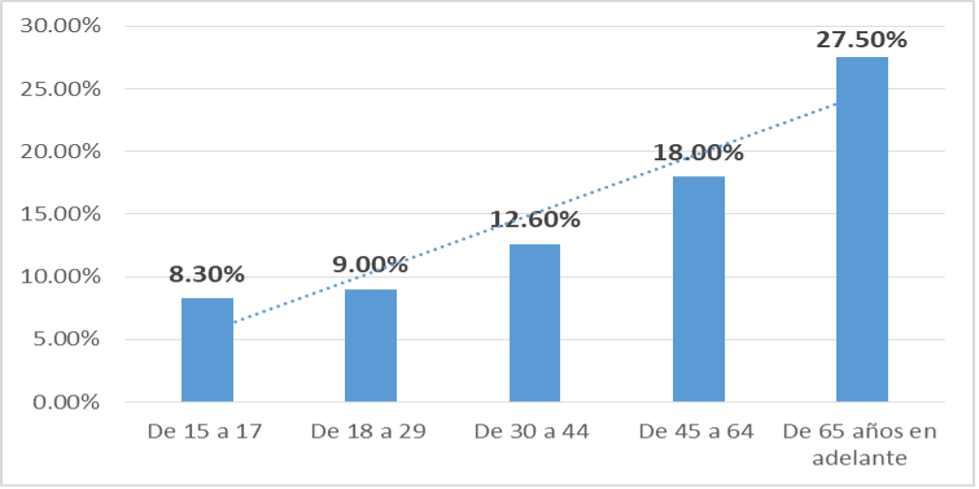 30.00%
25.00%
20.00%
15.00%
10.00%
5.00%
0.00%
8.30%
9.00%
12.60%
18.00%
27.50%
De 15 a 17
De 18 a 29
De 30 a 44
De 45 a 64
De 65 años en
adelante